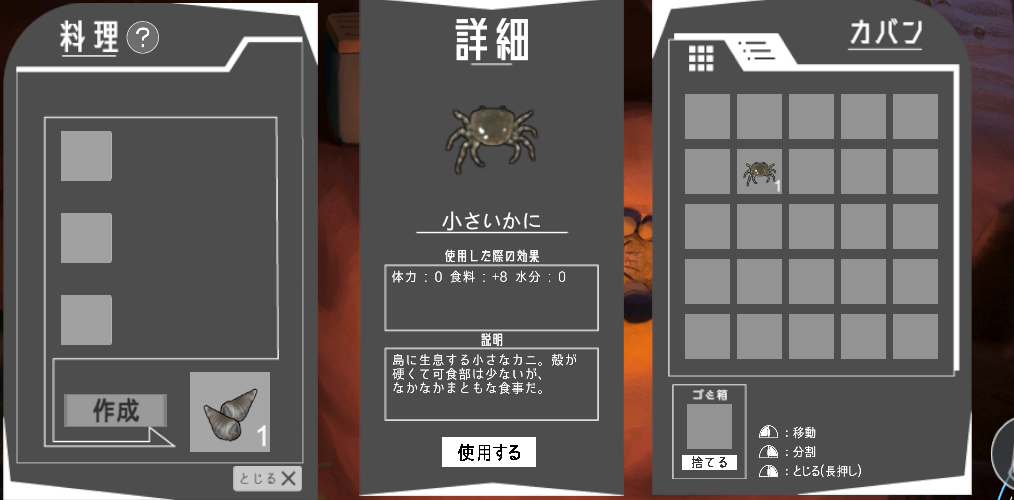 料理?
作成
1
とじる×
詳細
小さいかに
使用した際の効果
体力：0 食料：+8 水分：0
説明
島に生息する小さなカニ。殻が
硬くて可食部は少ないが、
なかなかまともな食事だ。
使用する
カバン
1
ゴミ箱
捨てる
：移動
：分割
：とじる(長押し)